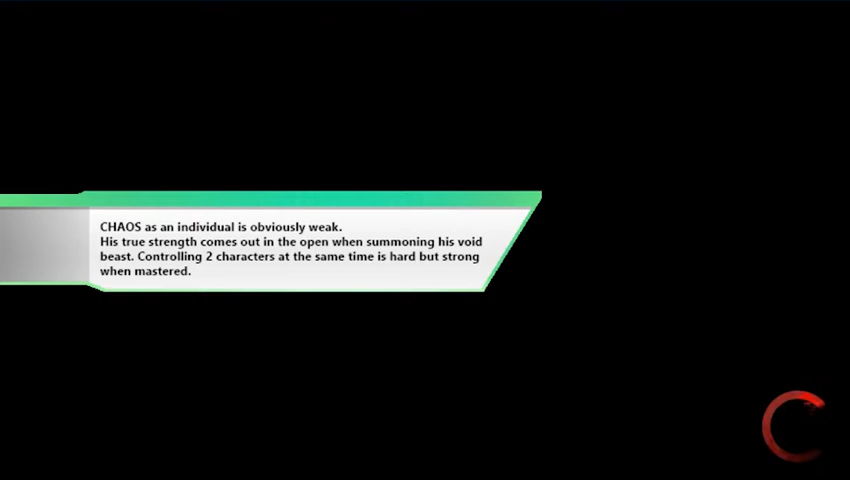 CHAOS as an individual is obviously weak.
His true strength comes out in the open when summoning his void
beast. Controlling 2 characters at the same time is hard but strong
when mastered.